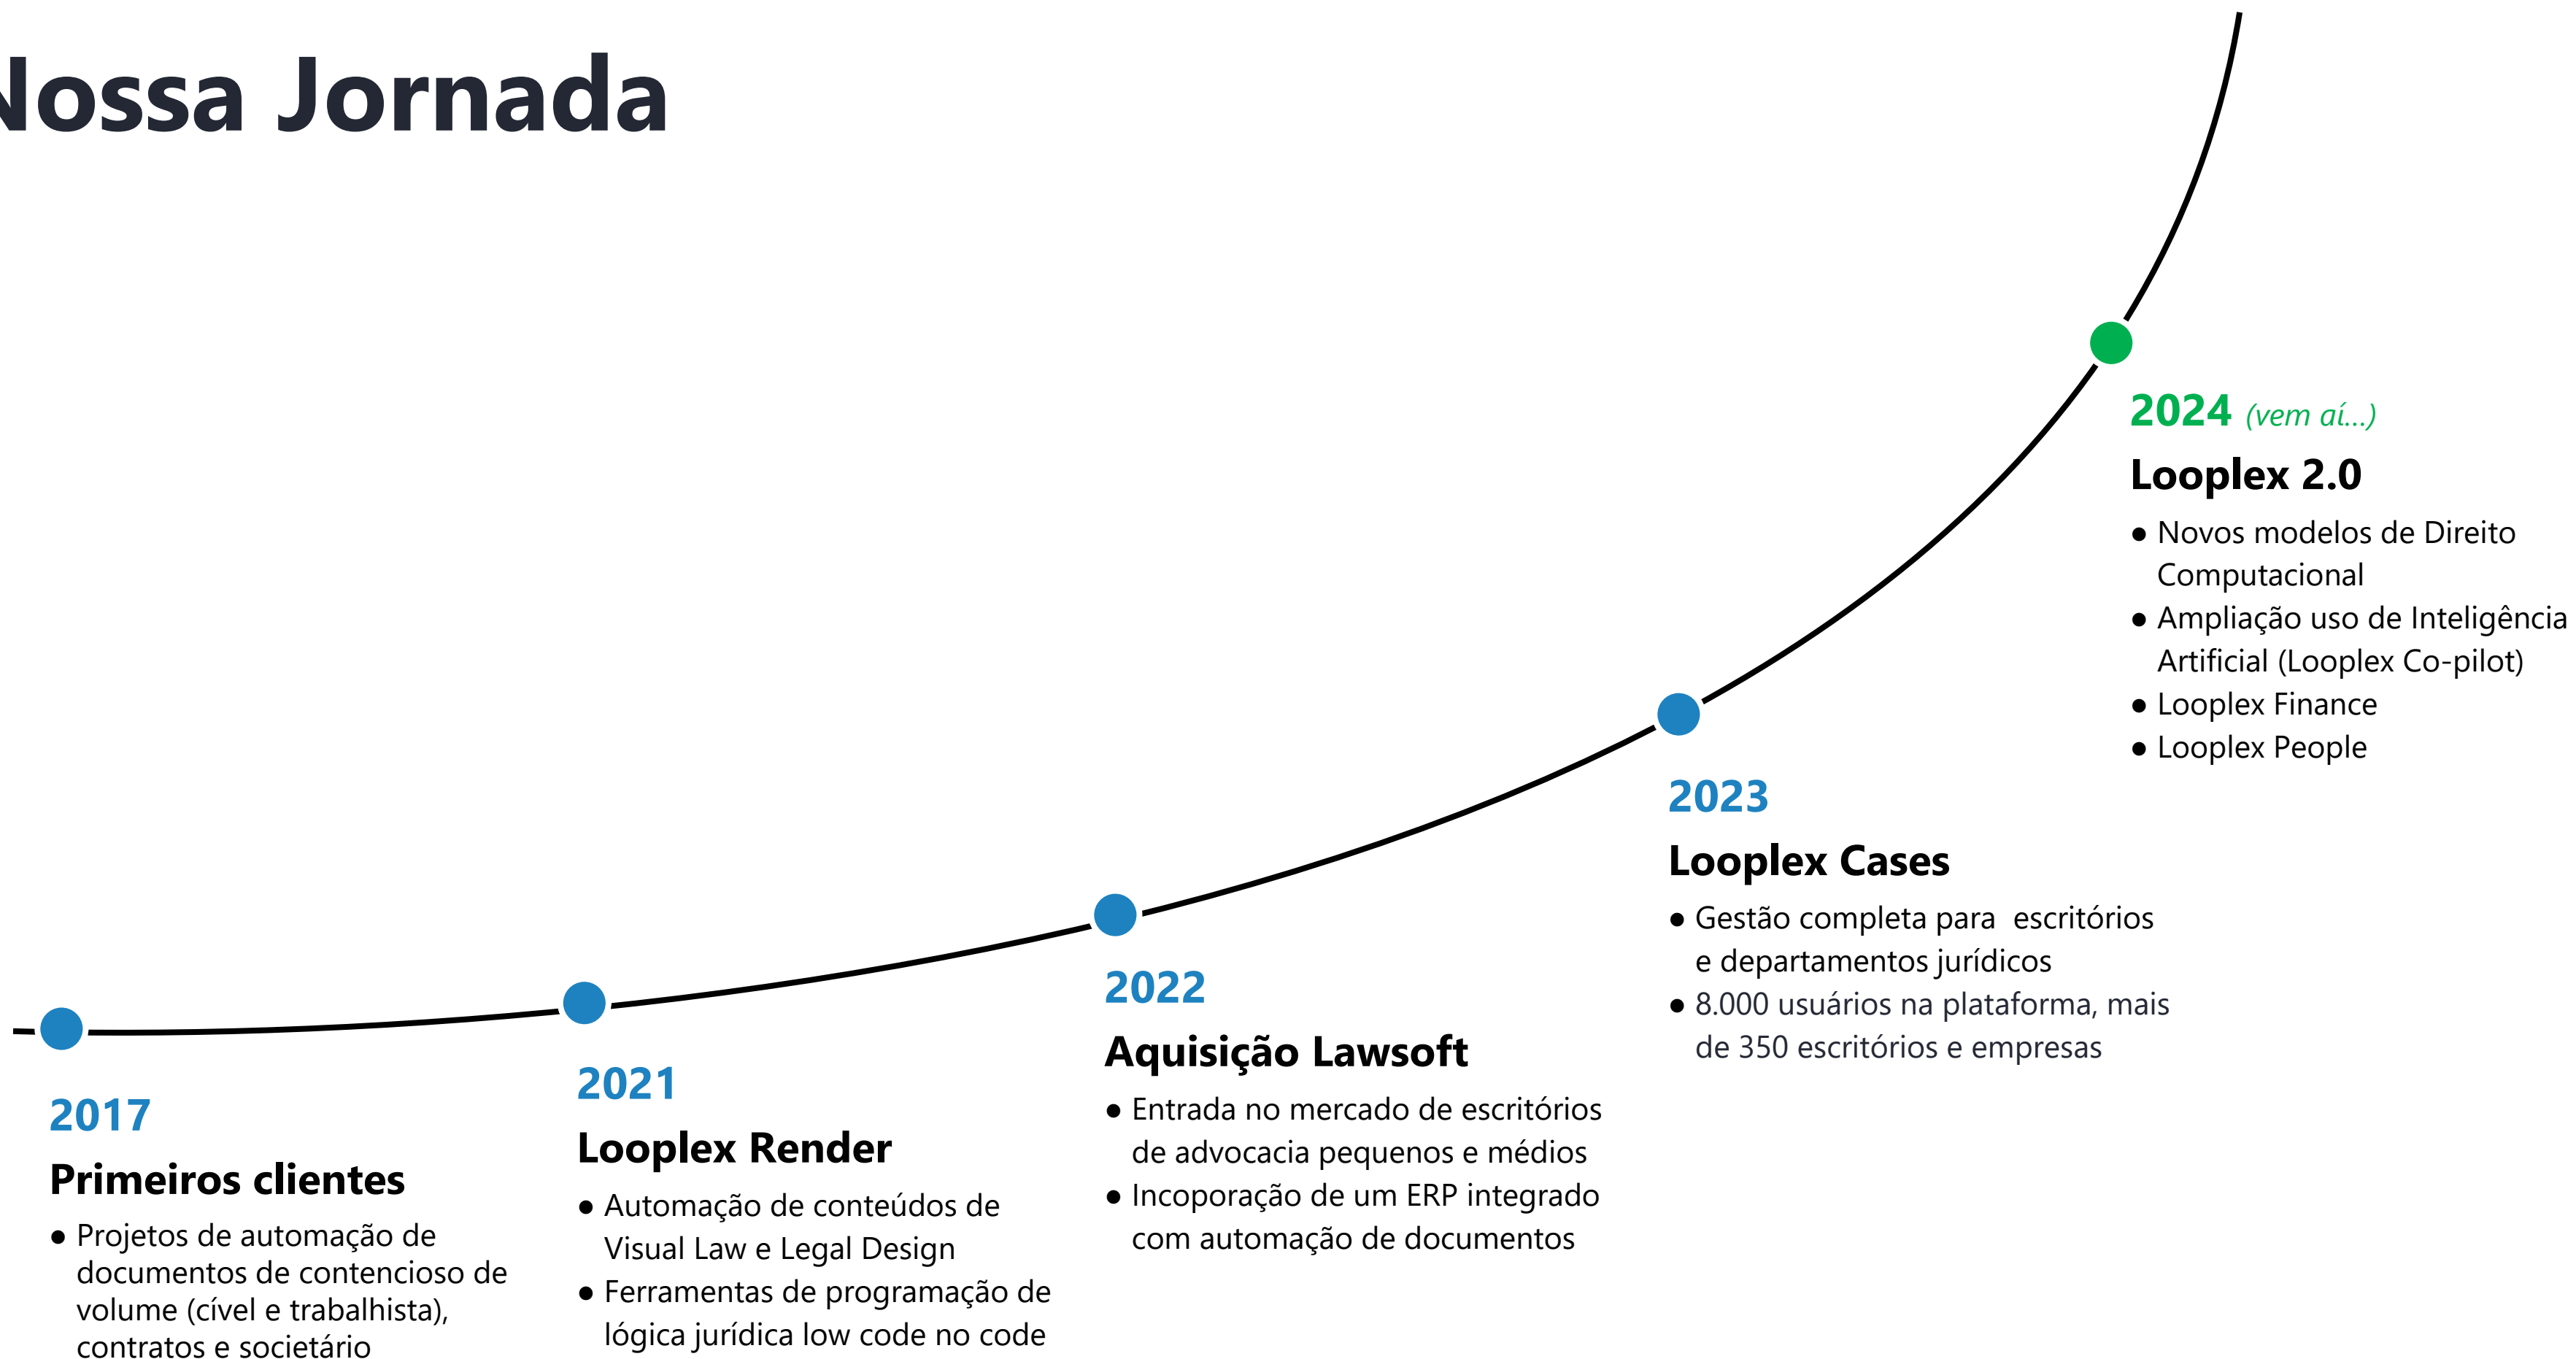 Nossa Jornada
2017
Primeiros clientes
● Projetos de automação de
documentos de contencioso de
volume (cível e trabalhista),
contratos e societário
2021
Looplex Render
● Automação de conteúdos de
Visual Law e Legal Design
● Ferramentas de programação de
lógica jurídica low code no code
2022
Aquisição Lawsoft
● Entrada no mercado de escritórios
de advocacia pequenos e médios
● Incoporação de um ERP integrado
com automação de documentos
2023
Looplex Cases
● Gestão completa para  escritórios
e departamentos jurídicos
● 8.000 usuários na plataforma, mais
de 350 escritórios e empresas
2024 (vem aí...)
Looplex 2.0
● Novos modelos de Direito
Computacional
● Ampliação uso de Inteligência
Artificial (Looplex Co-pilot)
● Looplex Finance
● Looplex People